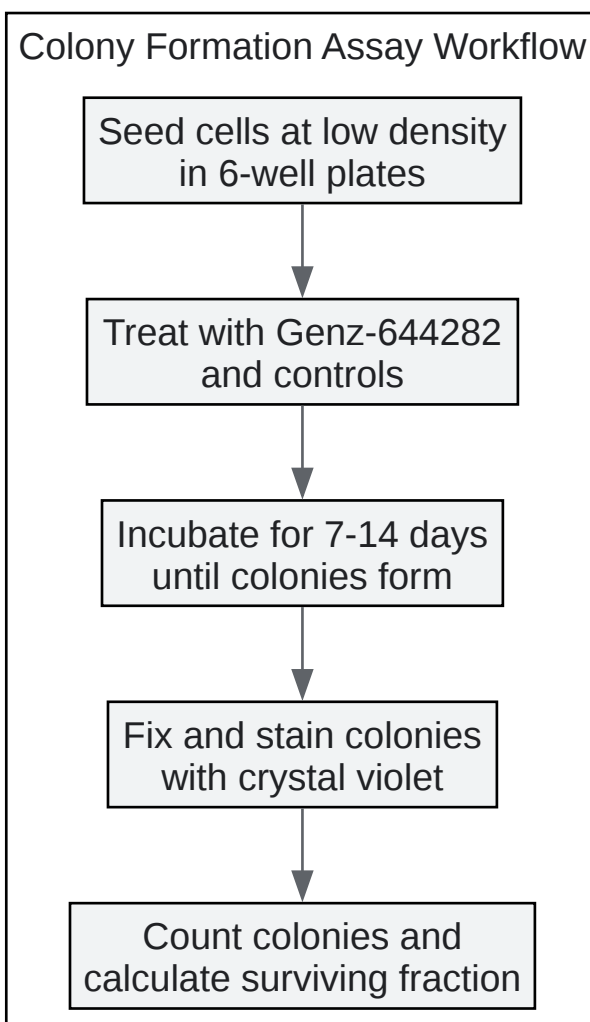 Colony Formation Assay Workflow
Seed cells at low density
in 6-well plates
Treat with Genz-644282
and controls
Incubate for 7-14 days
until colonies form
Fix and stain colonies
with crystal violet
Count colonies and
calculate surviving fraction